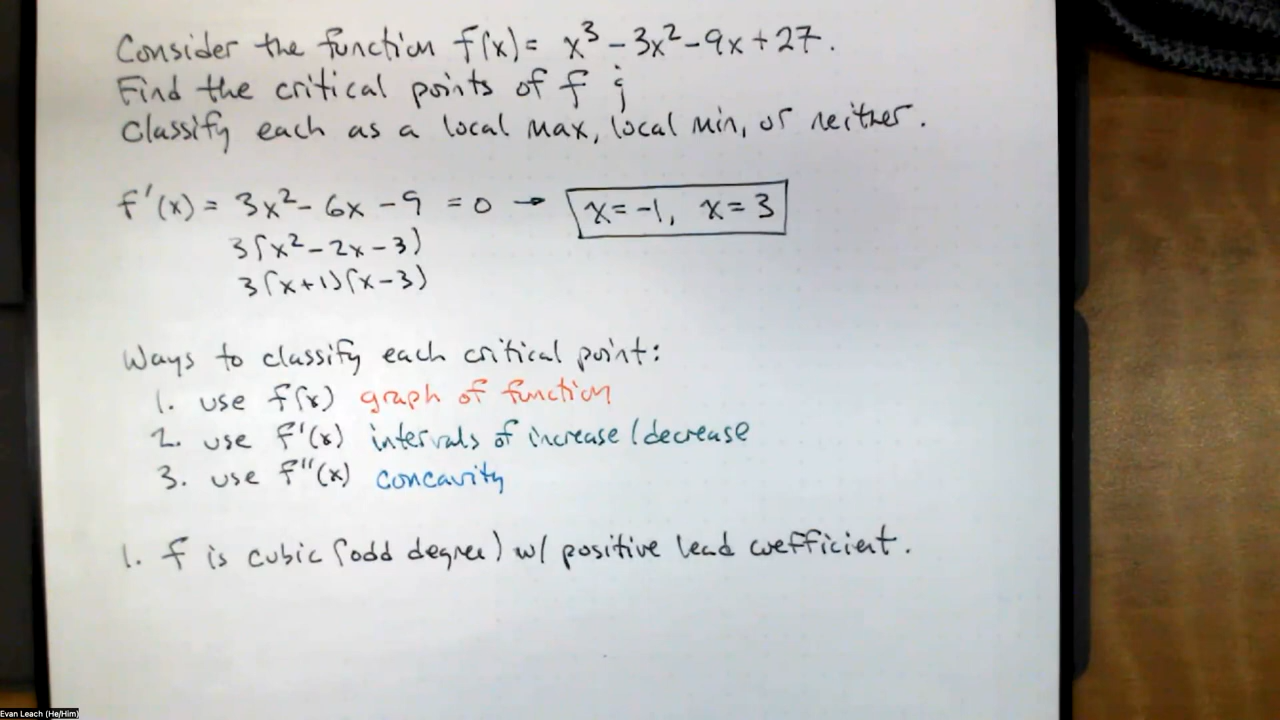 Consider the function f(x) = x³ - 3x² - 9x + 27.
Find the critical points of f ;
Classify each as a local max, local min, or neither.
f'(x) = 3x² - 6x - 9 = 0 → x = -1, x = 3
3(x² - 2x - 3)
3(x+1)(x-3)
Ways to classify each critical point:
1. use f(x) graph of function
2. use f'(x) intervals of increase/decrease
3. use f''(x) concavity
1. f is cubic (odd degree) w/ positive lead coefficient.
Evan Leach (He/Him)